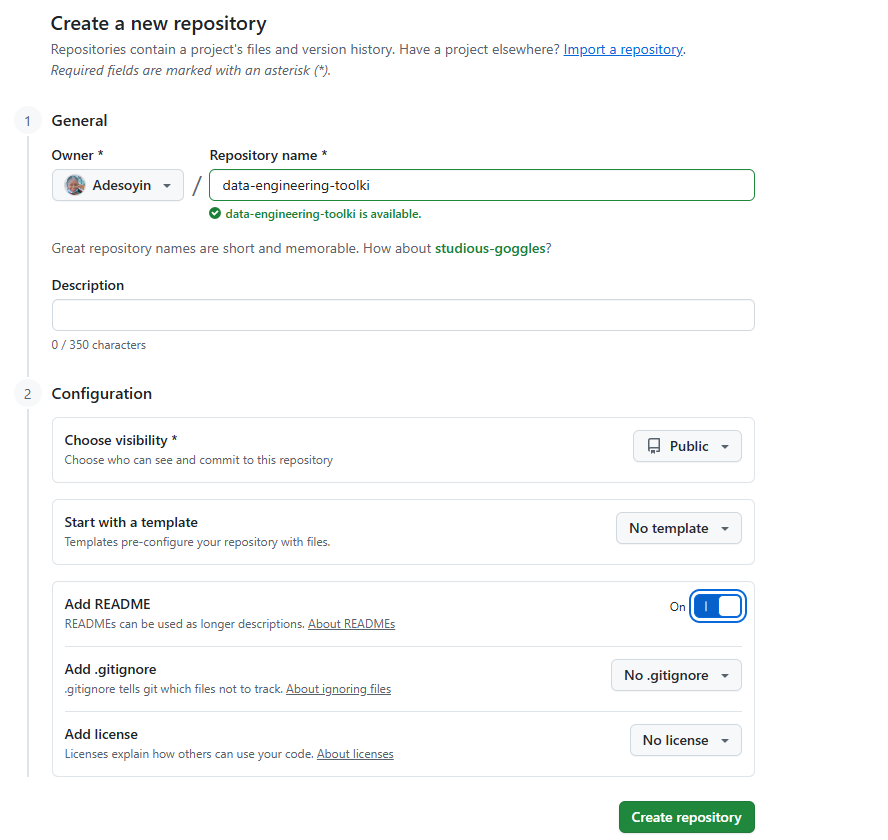 Create a new repository
Repositories contain a project's files and version history. Have a project elsewhere? Import a repository.
Required fields are marked with an asterisk (*).
1 General
Owner * Repository name *
Adesoyin / data-engineering-toolki
data-engineering-toolki is available.
Great repository names are short and memorable. How about studious-goggles?
Description
0 / 350 characters
2 Configuration
Choose visibility *
Public
Choose who can see and commit to this repository
Start with a template
No template
Templates pre-configure your repository with files.
Add README
On
READMEs can be used as longer descriptions. About READMEs
Add .gitignore
No .gitignore
.gitignore tells git which files not to track. About ignoring files
Add license
No license
Licenses explain how others can use your code. About licenses
Create repository